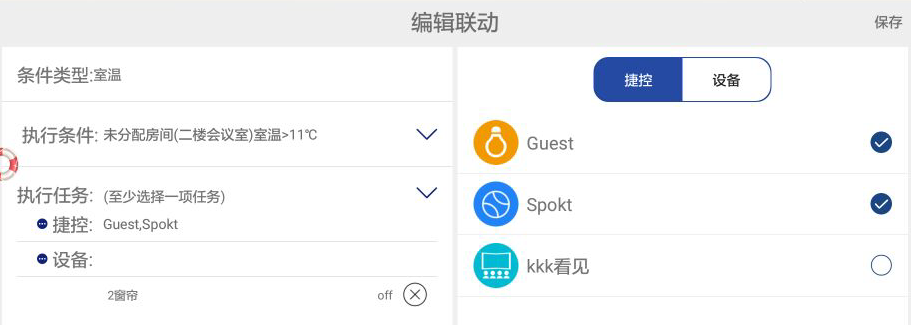 编辑联动
保存
条件类型:室温
执行条件: 未分配房间(二楼会议室)室温>11℃
执行任务: (至少选择一项任务)
捷控: Guest,Spokt
设备:
2窗帘 off
捷控 设备
Guest
Spokt
kkk看见